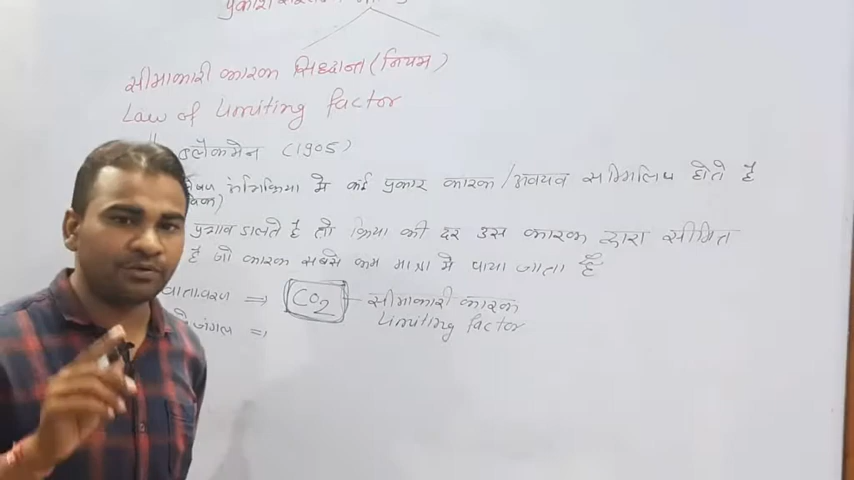 सीमाकारी कारक सिद्धान्त (नियम)
Law of Limiting factor
ब्लैकमैन (1905)
में कई प्रकार कारक/अवयव सम्मिलित होते है
प्रभाव डालते है तो क्रिया की दर उस कारक द्वारा सीमित
है जो कारक सबसे कम मात्रा में पाया जाता है
वातावरण ⇒ CO2 — सीमाकारी कारक
Limiting factor
जंगल ⇒